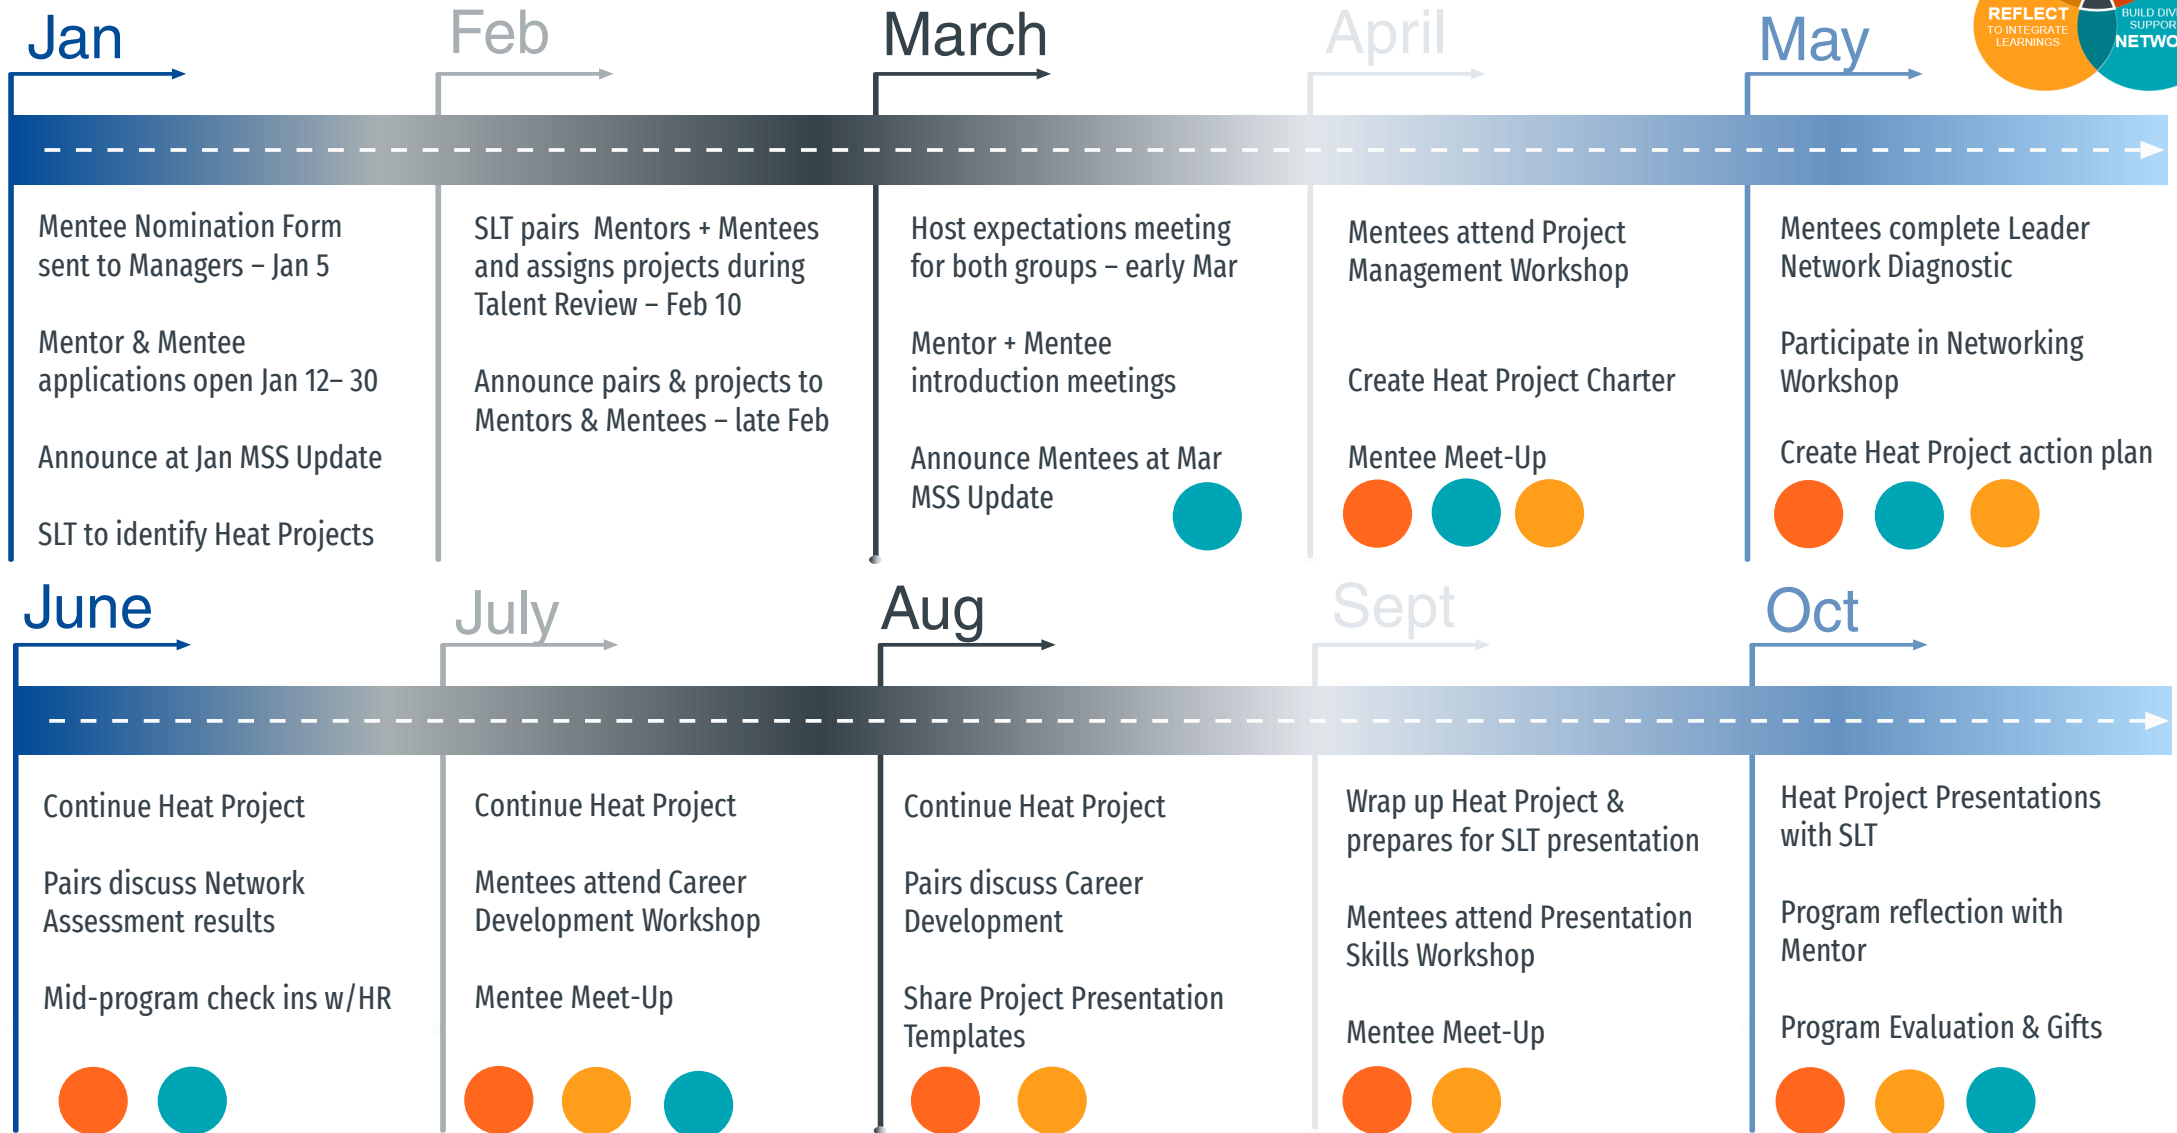 REFLECT
TO INTEGRATE
LEARNINGS
BUILD
Jan
Feb
March
April
May
Mentee Nomination Form
sent to Managers – Jan 5
Mentor & Mentee
applications open Jan 12– 30
Announce at Jan MSS Update
SLT to identify Heat Projects
SLT pairs Mentors + Mentees
and assigns projects during
Talent Review – Feb 10
Announce pairs & projects to
Mentors & Mentees – late Feb
Host expectations meeting
for both groups – early Mar
Mentor + Mentee
introduction meetings
Announce Mentees at Mar
MSS Update
Mentees attend Project
Management Workshop
Create Heat Project Charter
Mentee Meet-Up
Mentees complete Leader
Network Diagnostic
Participate in Networking
Workshop
Create Heat Project action plan
June
July
Aug
Sept
Oct
Continue Heat Project
Pairs discuss Network
Assessment results
Mid-program check ins w/HR
Continue Heat Project
Mentees attend Career
Development Workshop
Mentee Meet-Up
Continue Heat Project
Pairs discuss Career
Development
Share Project Presentation
Templates
Wrap up Heat Project &
prepares for SLT presentation
Mentees attend Presentation
Skills Workshop
Mentee Meet-Up
Heat Project Presentations
with SLT
Program reflection with
Mentor
Program Evaluation & Gifts